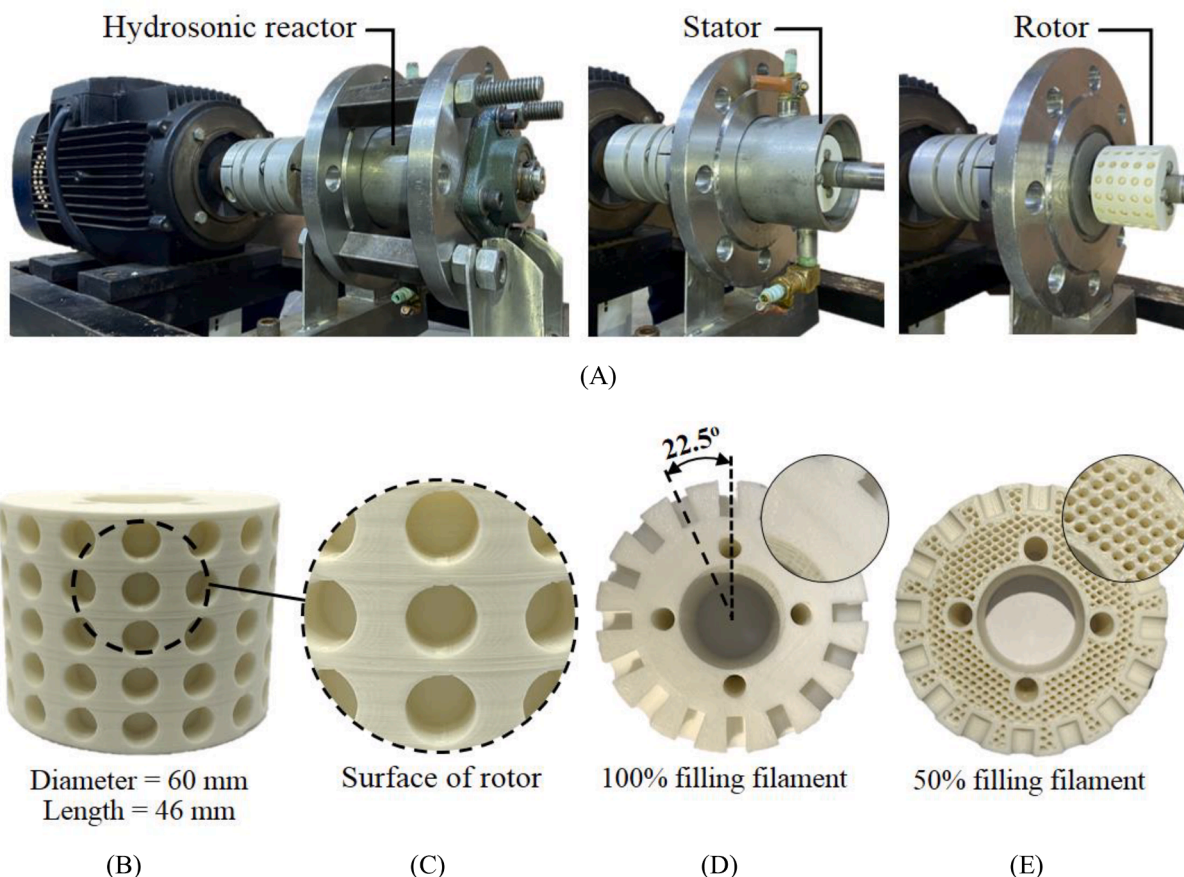 Hydrosonic reactor
Stator
Rotor
(A)
22.5º
Diameter = 60 mm
Length = 46 mm
Surface of rotor
100% filling filament
50% filling filament
(B)
(C)
(D)
(E)